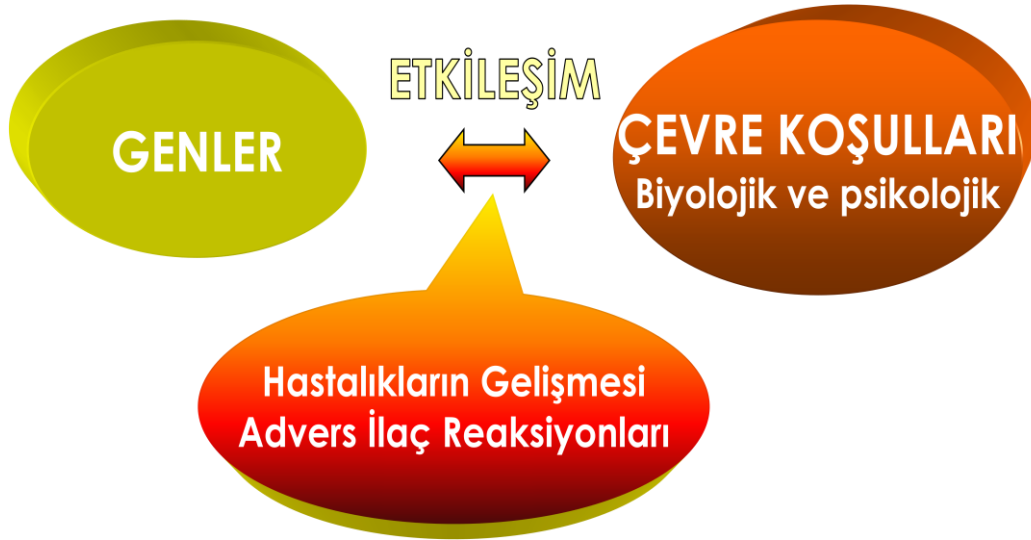 GENLER
ETKİLEŞİM
ÇEVRE KOŞULLARI
Biyolojik ve psikolojik
Hastalıkların Gelişmesi
Advers İlaç Reaksiyonları